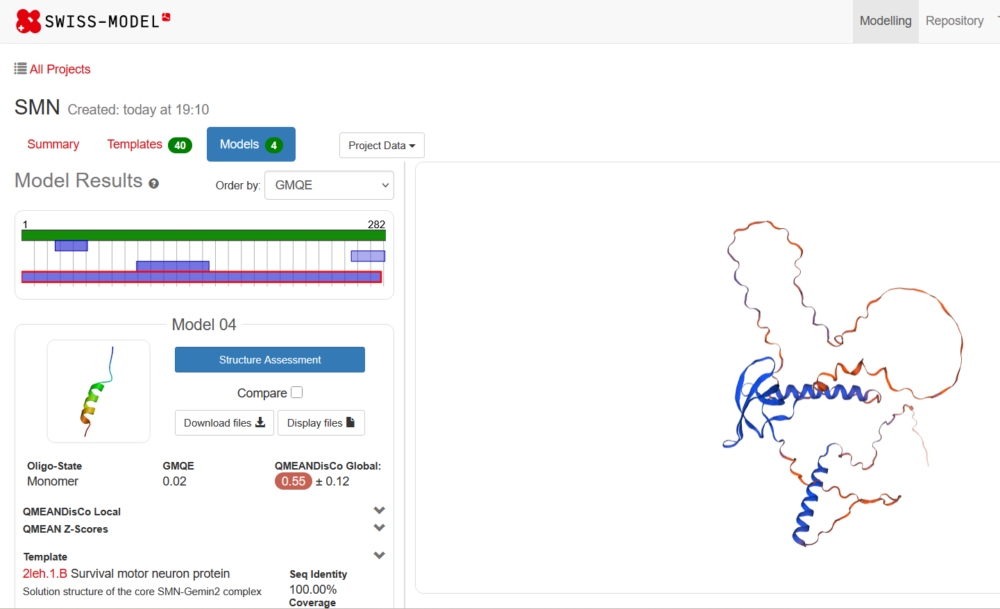 SWISS-MODEL
Modelling Repository
All Projects
SMN Created: today at 19:10
Summary Templates 40 Models 4 Project Data
Model Results Order by: GMQE
1 282
Model 04
Structure Assessment
Compare
Download files Display files
Oligo-State GMQE QMEANDisCo Global:
Monomer 0.02 0.55 ± 0.12
QMEANDisCo Local
QMEAN Z-Scores
Template
2leh.1.B Survival motor neuron protein Seq Identity
Solution structure of the core SMN-Gemin2 complex 100.00%
Coverage